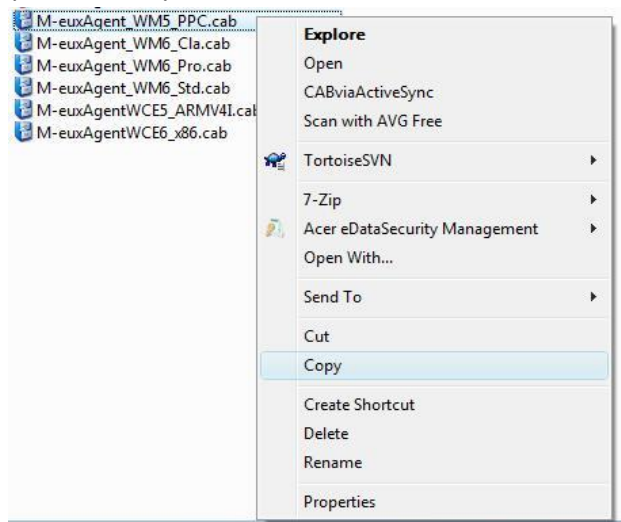 M-euxAgent_WM5_PPC.cab
M-euxAgent_WM6_Cla.cab
M-euxAgent_WM6_Pro.cab
M-euxAgent_WM6_Std.cab
M-euxAgentWCE5_ARMV4I.cab
M-euxAgentWCE6_x86.cab
Explore
Open
CABviaActiveSync
Scan with AVG Free
TortoiseSVN
7-Zip
Acer eDataSecurity Management
Open With...
Send To
Cut
Copy
Create Shortcut
Delete
Rename
Properties